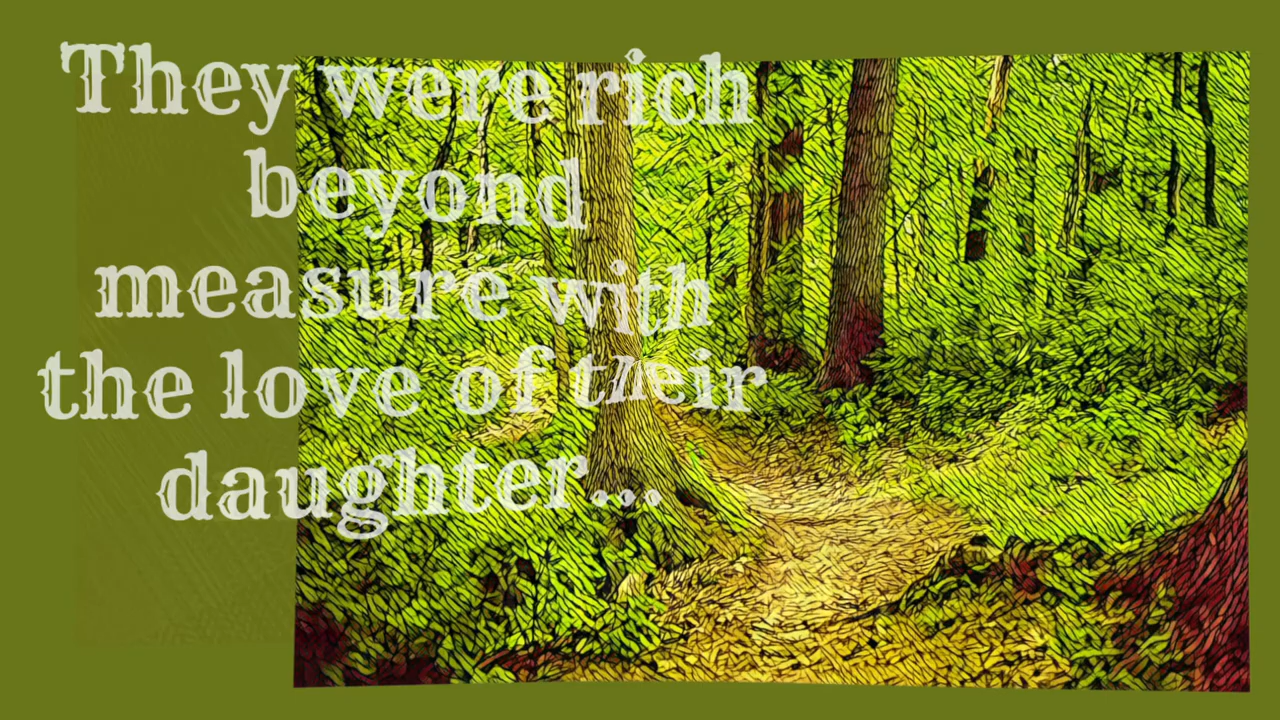 They were rich
beyond
measure with
the love of their
daughter...